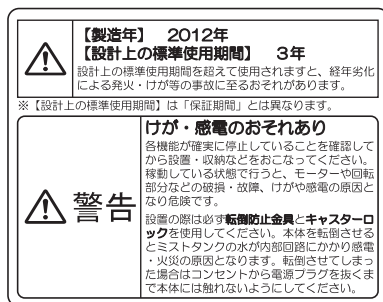 【製造年】 2012年
【設計上の標準使用期間】 3年
設計上の標準使用期間を超えて使用されますと、経年劣化
による発火・けが等の事故に至るおそれがあります。
※【設計上の標準使用期間】は「保証期間」とは異なります。
警告
けが・感電のおそれあり
各機能が確実に停止していることを確認して
から設置・収納などをおこなってください。
稼動している状態で行うと、モーターや回転
部分などの破損・故障、けがや感電の原因と
なり危険です。
設置の際は必ず転倒防止金具とキャスターロ
ックを使用してください。本体を転倒させる
とミストタンクの水が内部回路にかかり感電
・火災の原因となります。転倒させてしまっ
た場合はコンセントから電源プラグを抜くま
で本体には触れないようにしてください。